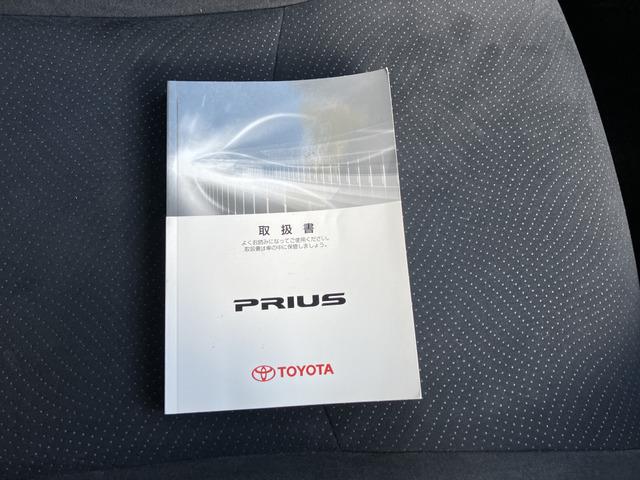 取扱書
よくお読みになってご使用ください。
取扱書は車の中に保管しましょう。
PRIUS
TOYOTA